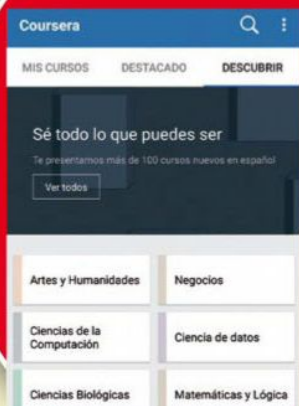 Coursera
MIS CURSOS DESTACADO DESCUBRIR
Sé todo lo que puedes ser
Te presentamos más de 100 cursos nuevos en español
Ver todos
Artes y Humanidades Negocios
Ciencias de la
Computación
Ciencia de datos
Ciencias Biológicas Matemáticas y Lógica